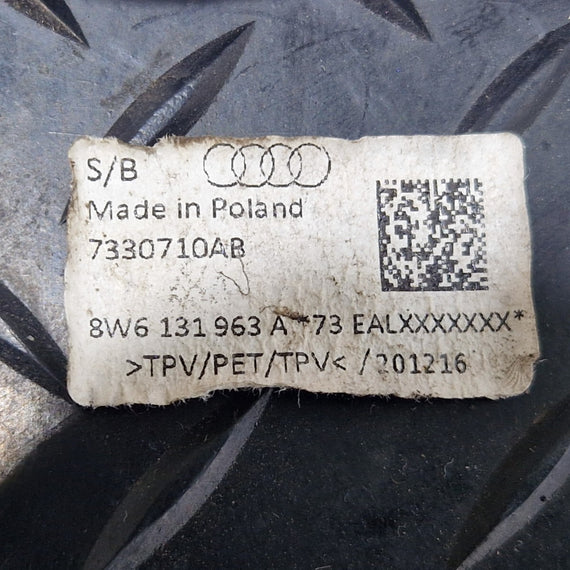 S/B
Made in Poland
7330710AB
8W6 131 963 A *73 EALXXXXXXX*
>TPV/PET/TPV< /201216